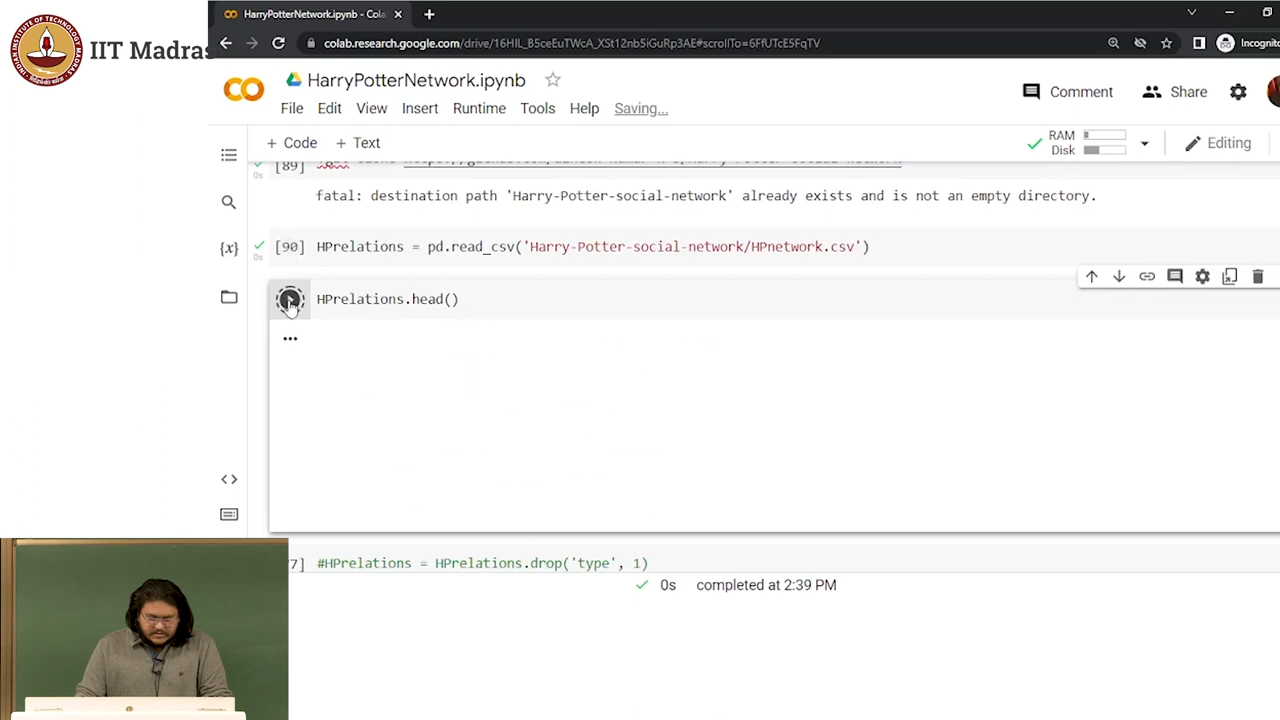 IIT Madras
HarryPotterNetwork.ipynb - Cola
colab.research.google.com/drive/16HIL_B5ceEuTWcA_XSt12nb5iGuRp3AE#scrollTo=6FfUTcE5FqTV
Incognito
HarryPotterNetwork.ipynb
Comment
Share
File Edit View Insert Runtime Tools Help Saving...
+ Code + Text
RAM
Disk
Editing
[89]
0s
fatal: destination path 'Harry-Potter-social-network' already exists and is not an empty directory.
{x}
[90] HPrelations = pd.read_csv('Harry-Potter-social-network/HPnetwork.csv')
0s
HPrelations.head()
...
<>
7] #HPrelations = HPrelations.drop('type', 1)
0s completed at 2:39 PM